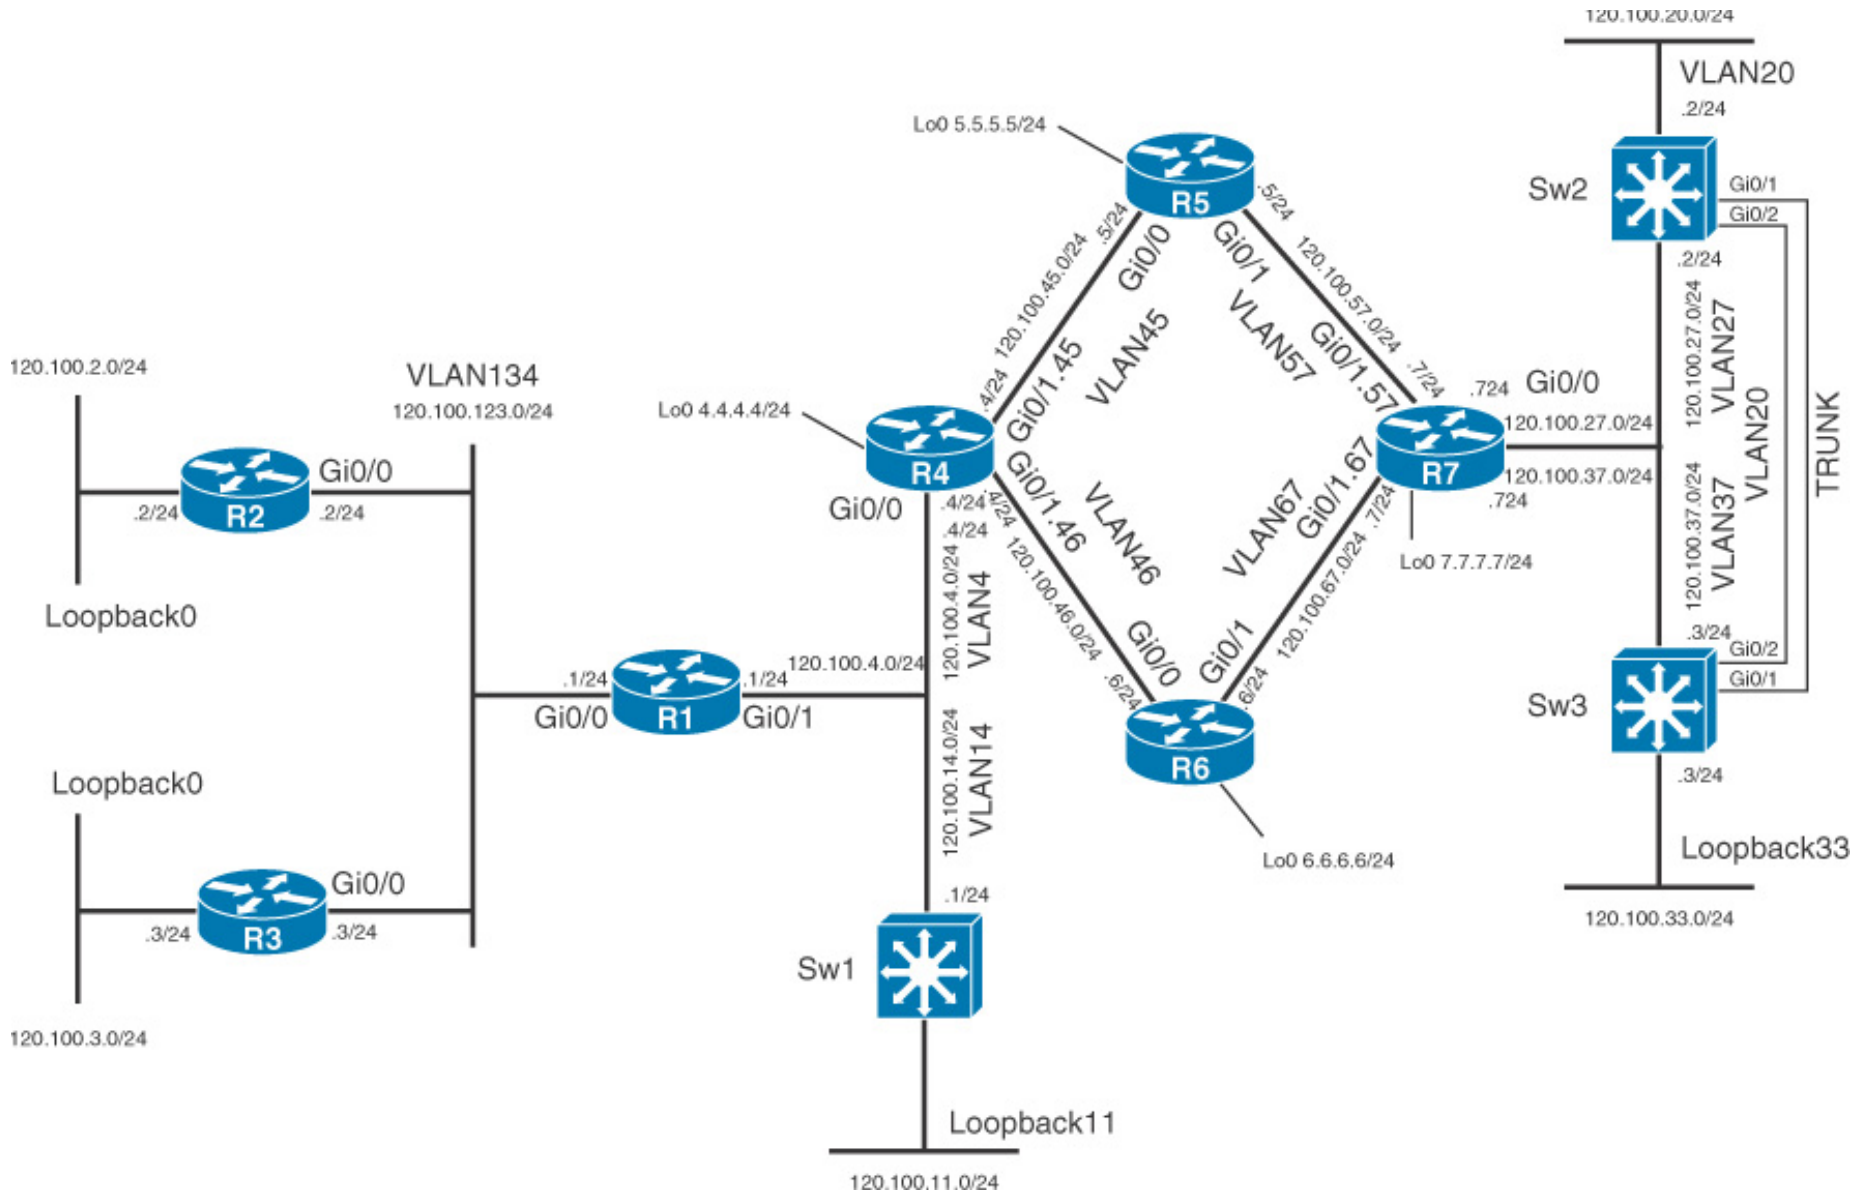 120.100.20.0/24
VLAN20
.2/24
Sw2
Gi0/1
Gi0/2
.2/24
120.100.27.0/24
VLAN27
VLAN20
TRUNK
120.100.37.0/24
VLAN37
.3/24
Gi0/2
Gi0/1
Sw3
.3/24
Loopback33
120.100.33.0/24
Lo0 5.5.5.5/24
R5
.5/24
Gi0/0
120.100.45.0/24
VLAN45
.4/24
Gi0/1.45
.5/24
Gi0/1
120.100.57.0/24
VLAN57
Gi0/1.57
.7/24
.724
Gi0/0
120.100.27.0/24
R7
120.100.37.0/24
.724
Lo0 7.7.7.7/24
Lo0 4.4.4.4/24
R4
Gi0/0
.4/24
.4/24
.4/24
Gi0/1.46
120.100.46.0/24
VLAN46
.6/24
Gi0/0
Gi0/1.67
VLAN67
.7/24
120.100.67.0/24
Gi0/1
.6/24
R6
Lo0 6.6.6.6/24
120.100.4.0/24
VLAN4
120.100.2.0/24
VLAN134
120.100.123.0/24
Gi0/0
.2/24
R2
.2/24
Loopback0
.1/24
Gi0/0
R1
.1/24
Gi0/1
120.100.4.0/24
120.100.14.0/24
VLAN14
Loopback0
Gi0/0
.3/24
R3
.3/24
120.100.3.0/24
.1/24
Sw1
Loopback11
120.100.11.0/24